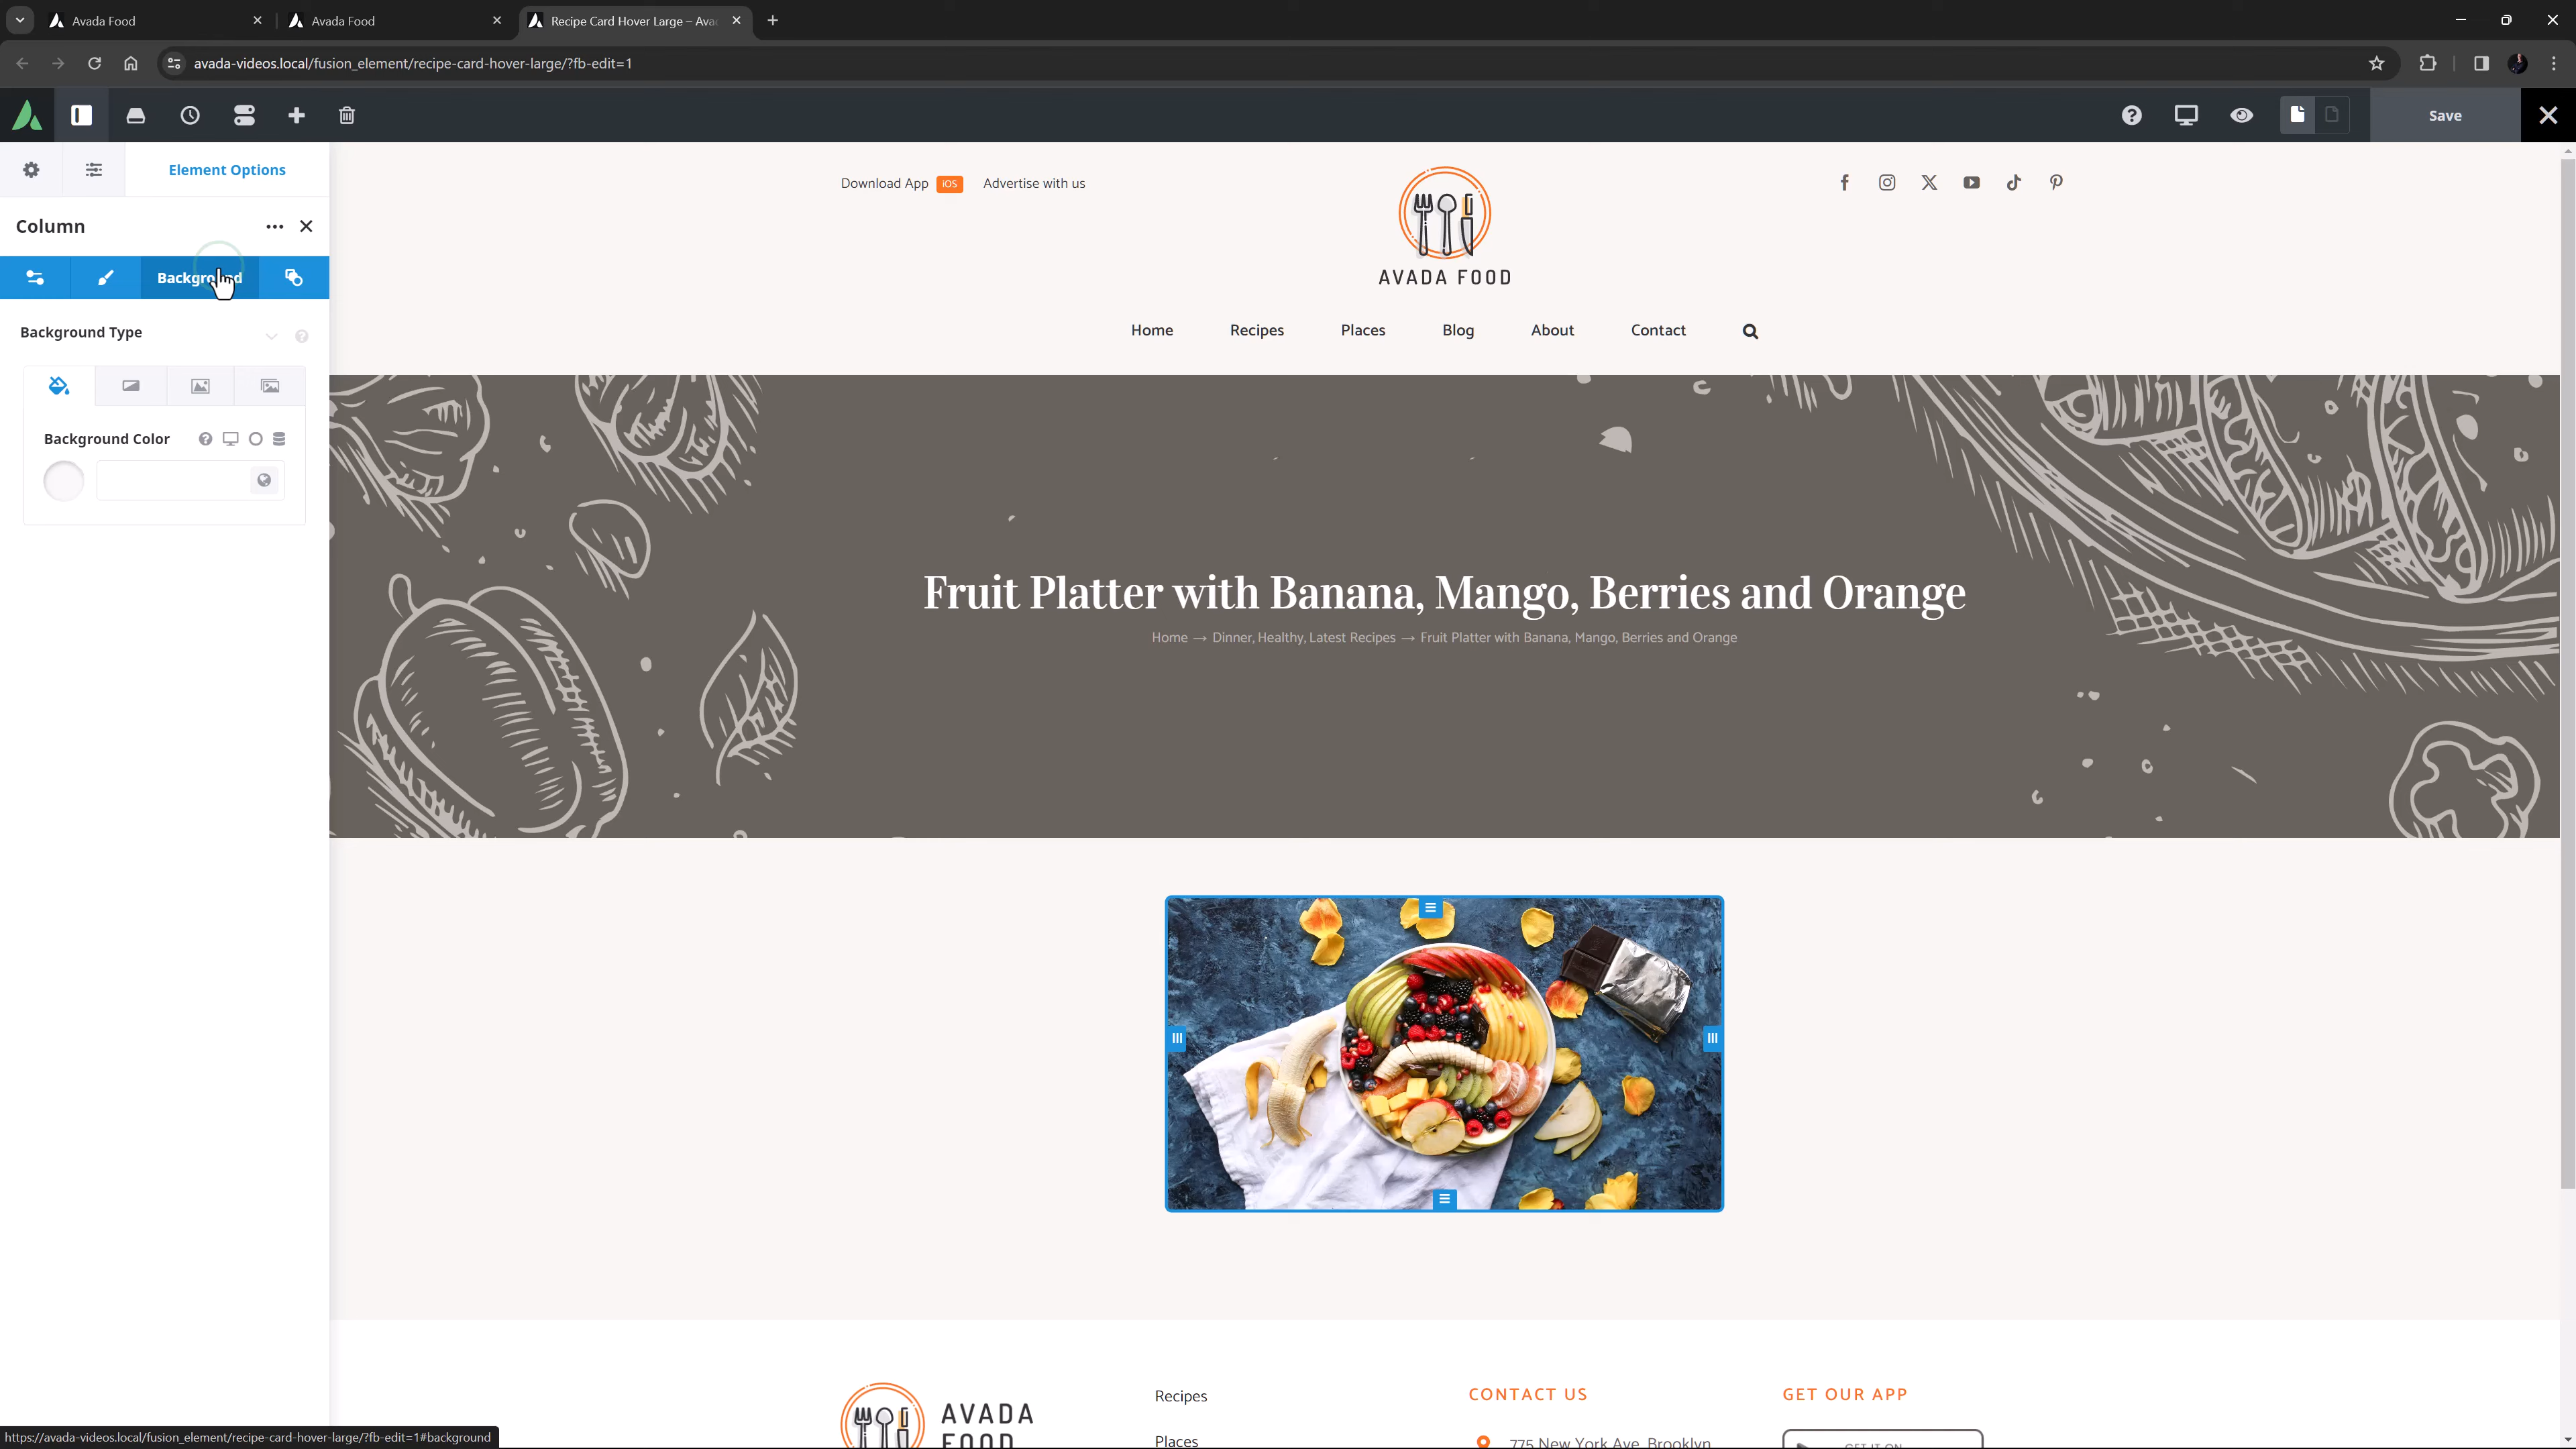 Avada Food
Avada Food
Recipe Card Hover Large – Avad
avada-videos.local/fusion_element/recipe-card-hover-large/?fb-edit=1
Save
Element Options
Column
Background
Background Type
Background Color
Download App iOS Advertise with us
AVADA FOOD
Home Recipes Places Blog About Contact
Fruit Platter with Banana, Mango, Berries and Orange
Home → Dinner, Healthy, Latest Recipes → Fruit Platter with Banana, Mango, Berries and Orange
AVADA
FOOD
Recipes
Places
CONTACT US
775 New York Ave, Brooklyn
GET OUR APP
GET IT ON
https://avada-videos.local/fusion_element/recipe-card-hover-large/?fb-edit=1#background